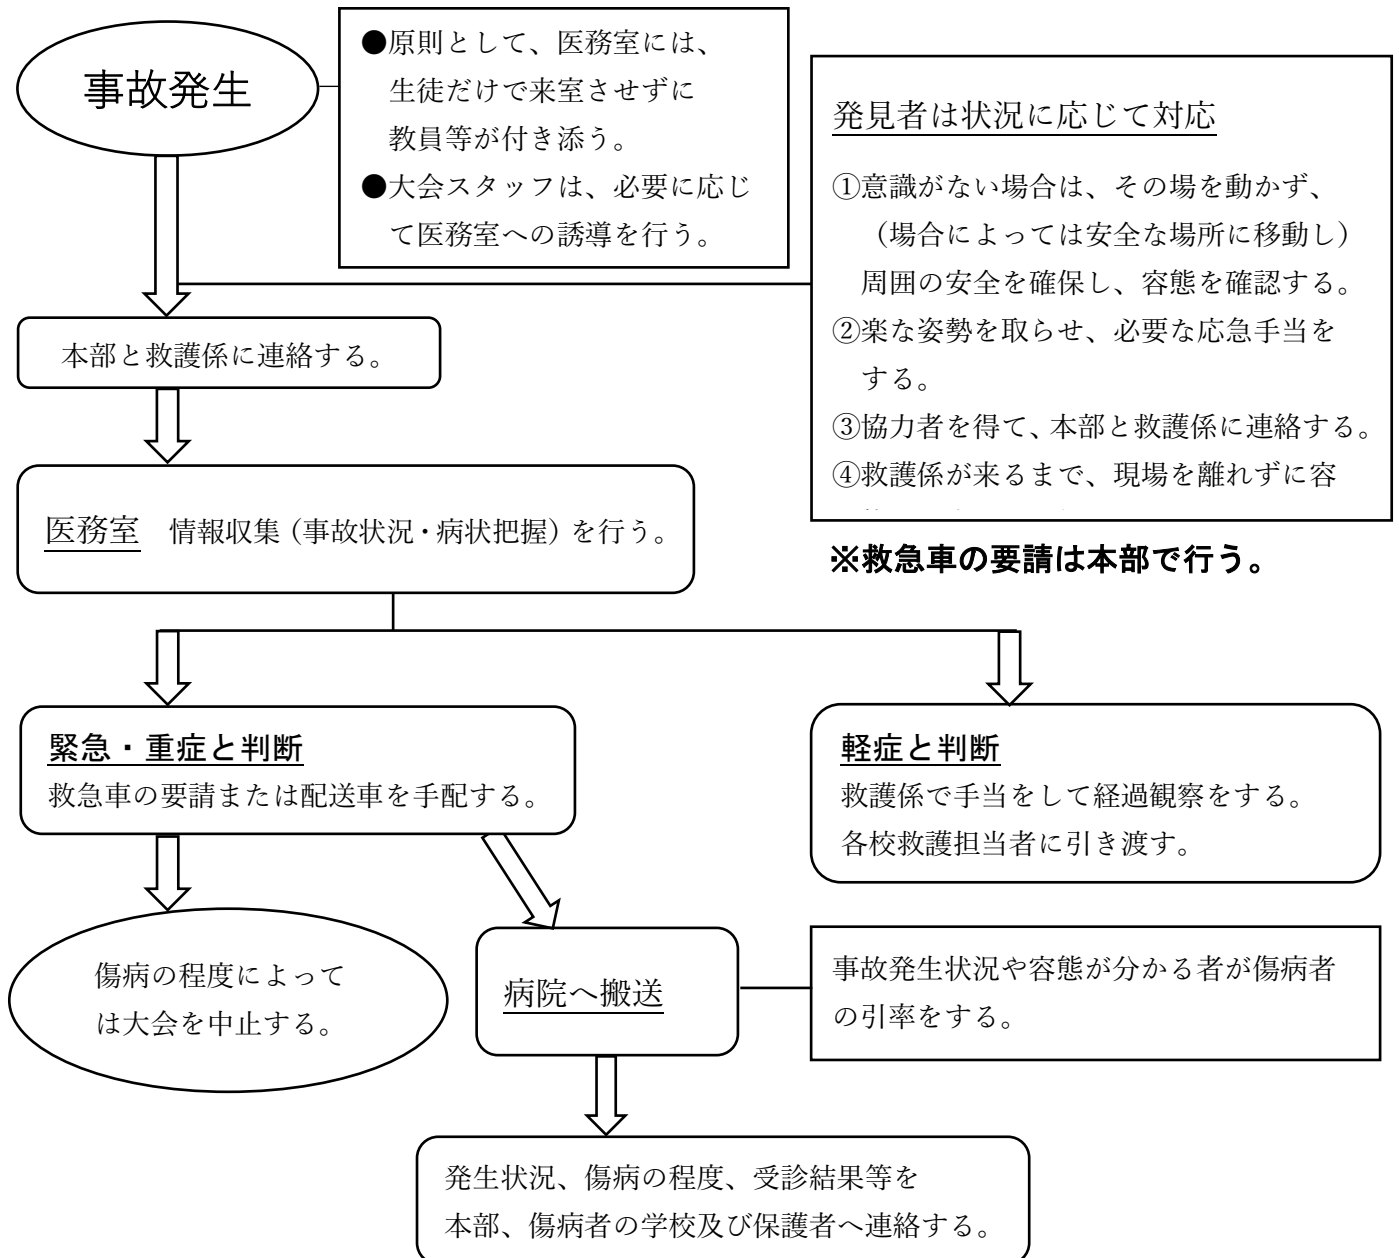 事故発生
●原則として、医務室には、
生徒だけで来室させずに
教員等が付き添う。
●大会スタッフは、必要に応じ
て医務室への誘導を行う。
発見者は状況に応じて対応
①意識がない場合は、その場を動かず、
（場合によっては安全な場所に移動し）
周囲の安全を確保し、容態を確認する。
②楽な姿勢を取らせ、必要な応急手当を
する。
③協力者を得て、本部と救護係に連絡する。
④救護係が来るまで、現場を離れずに容
※救急車の要請は本部で行う。
本部と救護係に連絡する。
医務室 情報収集（事故状況・病状把握）を行う。
緊急・重症と判断
救急車の要請または配送車を手配する。
軽症と判断
救護係で手当をして経過観察をする。
各校救護担当者に引き渡す。
傷病の程度によって
は大会を中止する。
病院へ搬送
事故発生状況や容態が分かる者が傷病者
の引率をする。
発生状況、傷病の程度、受診結果等を
本部、傷病者の学校及び保護者へ連絡する。